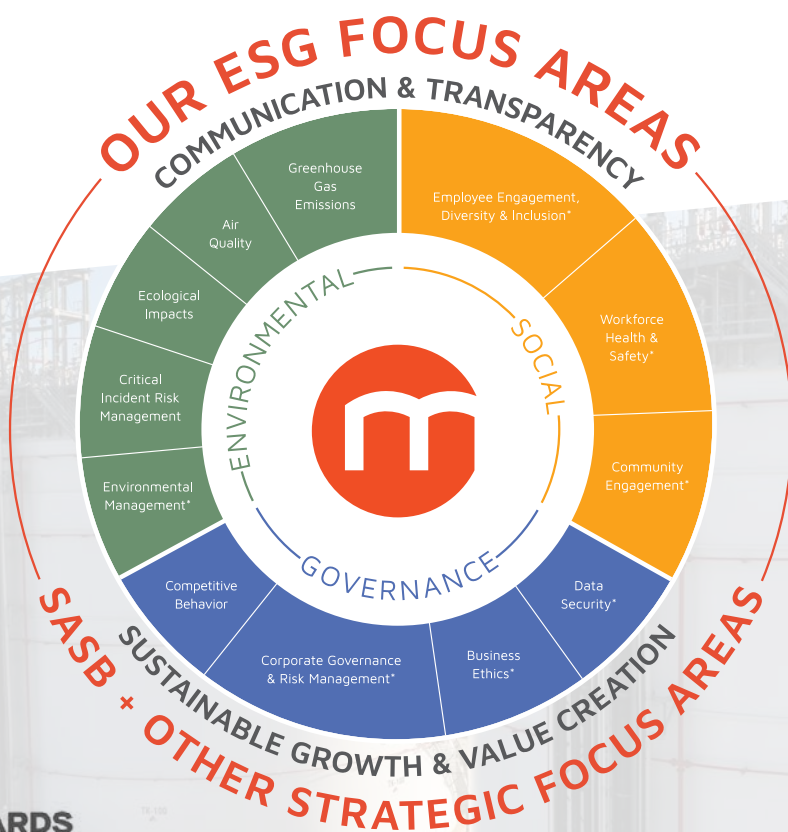 OUR ESG FOCUS AREAS
COMMUNICATION & TRANSPARENCY
Greenhouse
Gas
Emissions
Air
Quality
Ecological
Impacts
Critical
Incident Risk
Management
Environmental
Management*
Employee Engagement,
Diversity & Inclusion*
Workforce
Health &
Safety*
Community
Engagement*
ENVIRONMENTAL
SOCIAL
m
GOVERNANCE
Competitive
Behavior
Corporate Governance
& Risk Management*
Business
Ethics*
Data
Security*
SUSTAINABLE GROWTH & VALUE CREATION
SASB + OTHER STRATEGIC FOCUS AREAS
ARDS